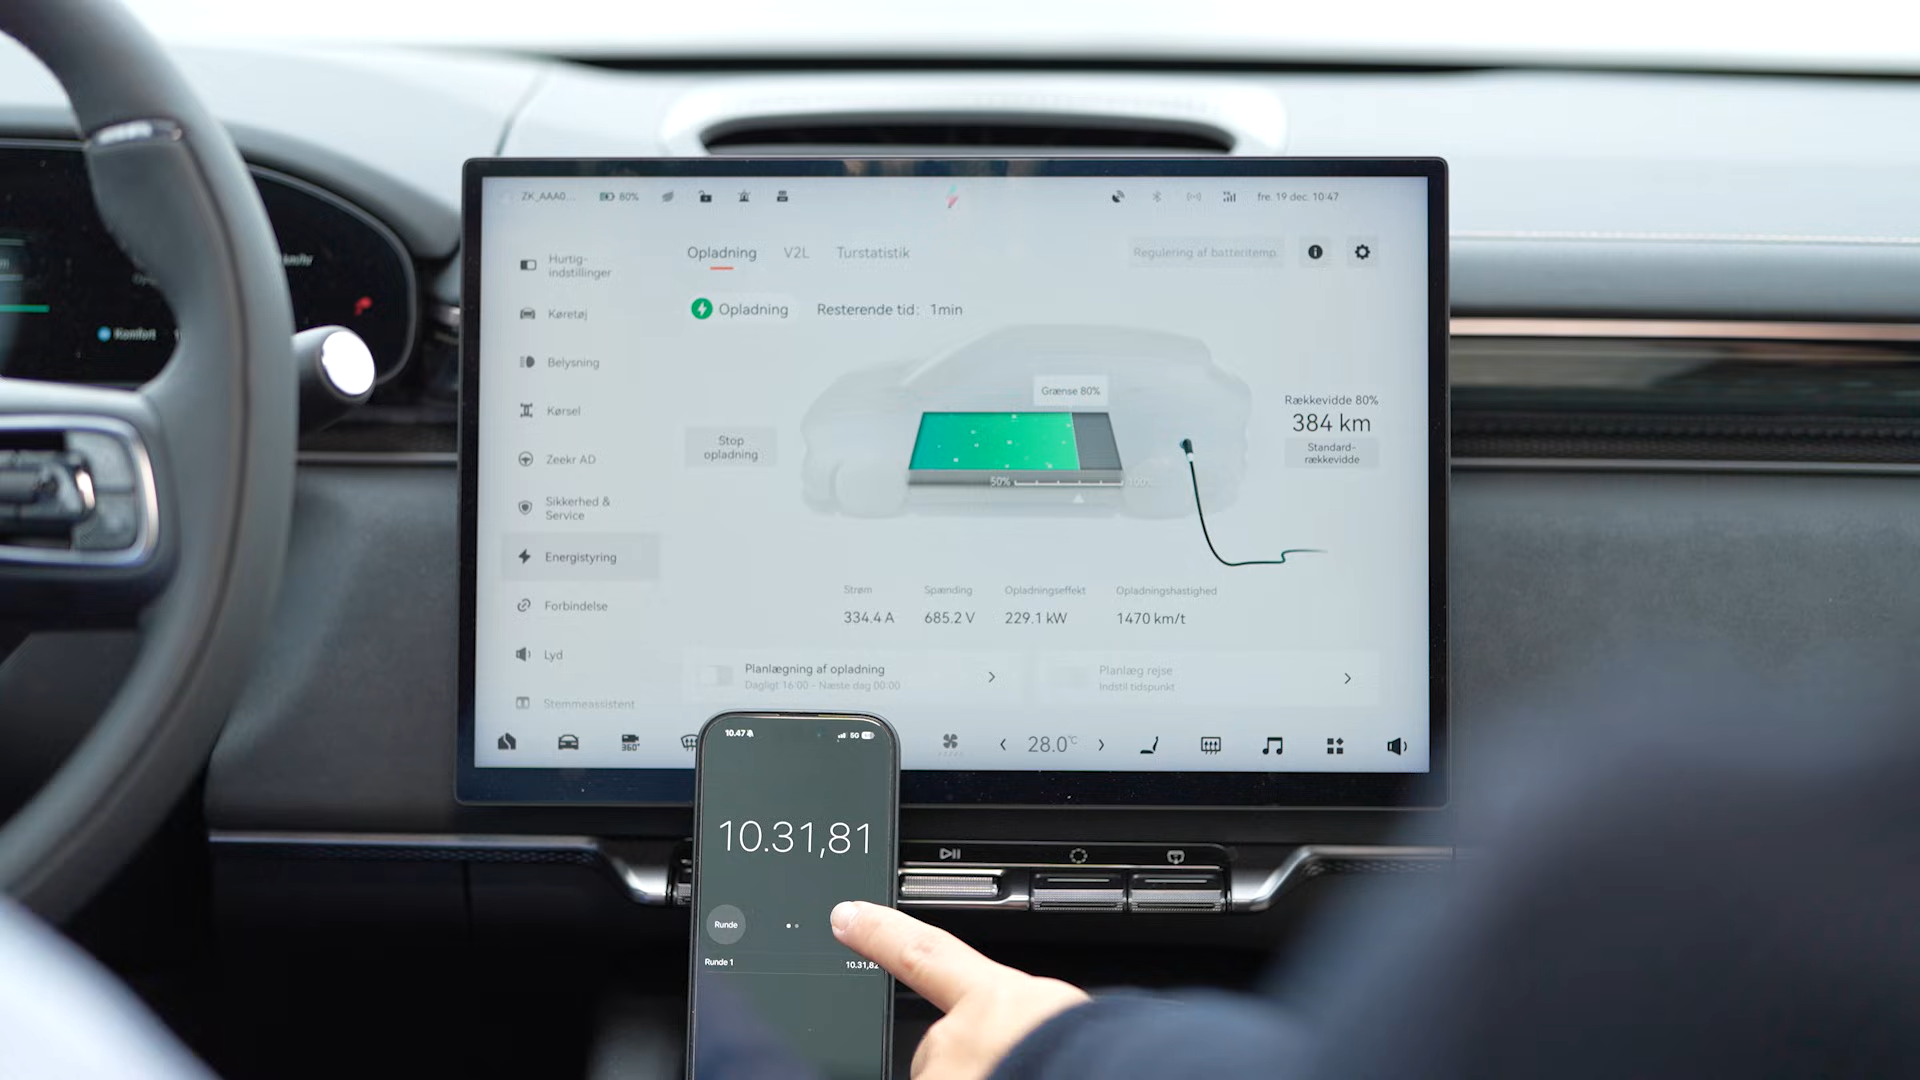 ZK_AAA0...
80%
fre. 19 dec. 10:47
Hurtig-
indstillinger
Køretøj
Belysning
Kørsel
Zeekr AD
Sikkerhed &
Service
Energistyring
Forbindelse
Lyd
Stemmeassistent
Opladning
V2L
Turstatistik
Regulering af batteritemp.
Opladning
Resterende tid: 1min
Grænse 80%
Stop
opladning
50%
100%
Rækkevidde 80%
384 km
Standard-
rækkevidde
Strøm
Spænding
Opladningseffekt
Opladningshastighed
334.4 A
685.2 V
229.1 kW
1470 km/t
Planlægning af opladning
Dagligt 16:00 - Næste dag 00:00
Planlæg rejse
Indstil tidspunkt
360°
28.0°C
Komfort
10.47
5G
10.31,81
Runde
Runde 1
10.31,82